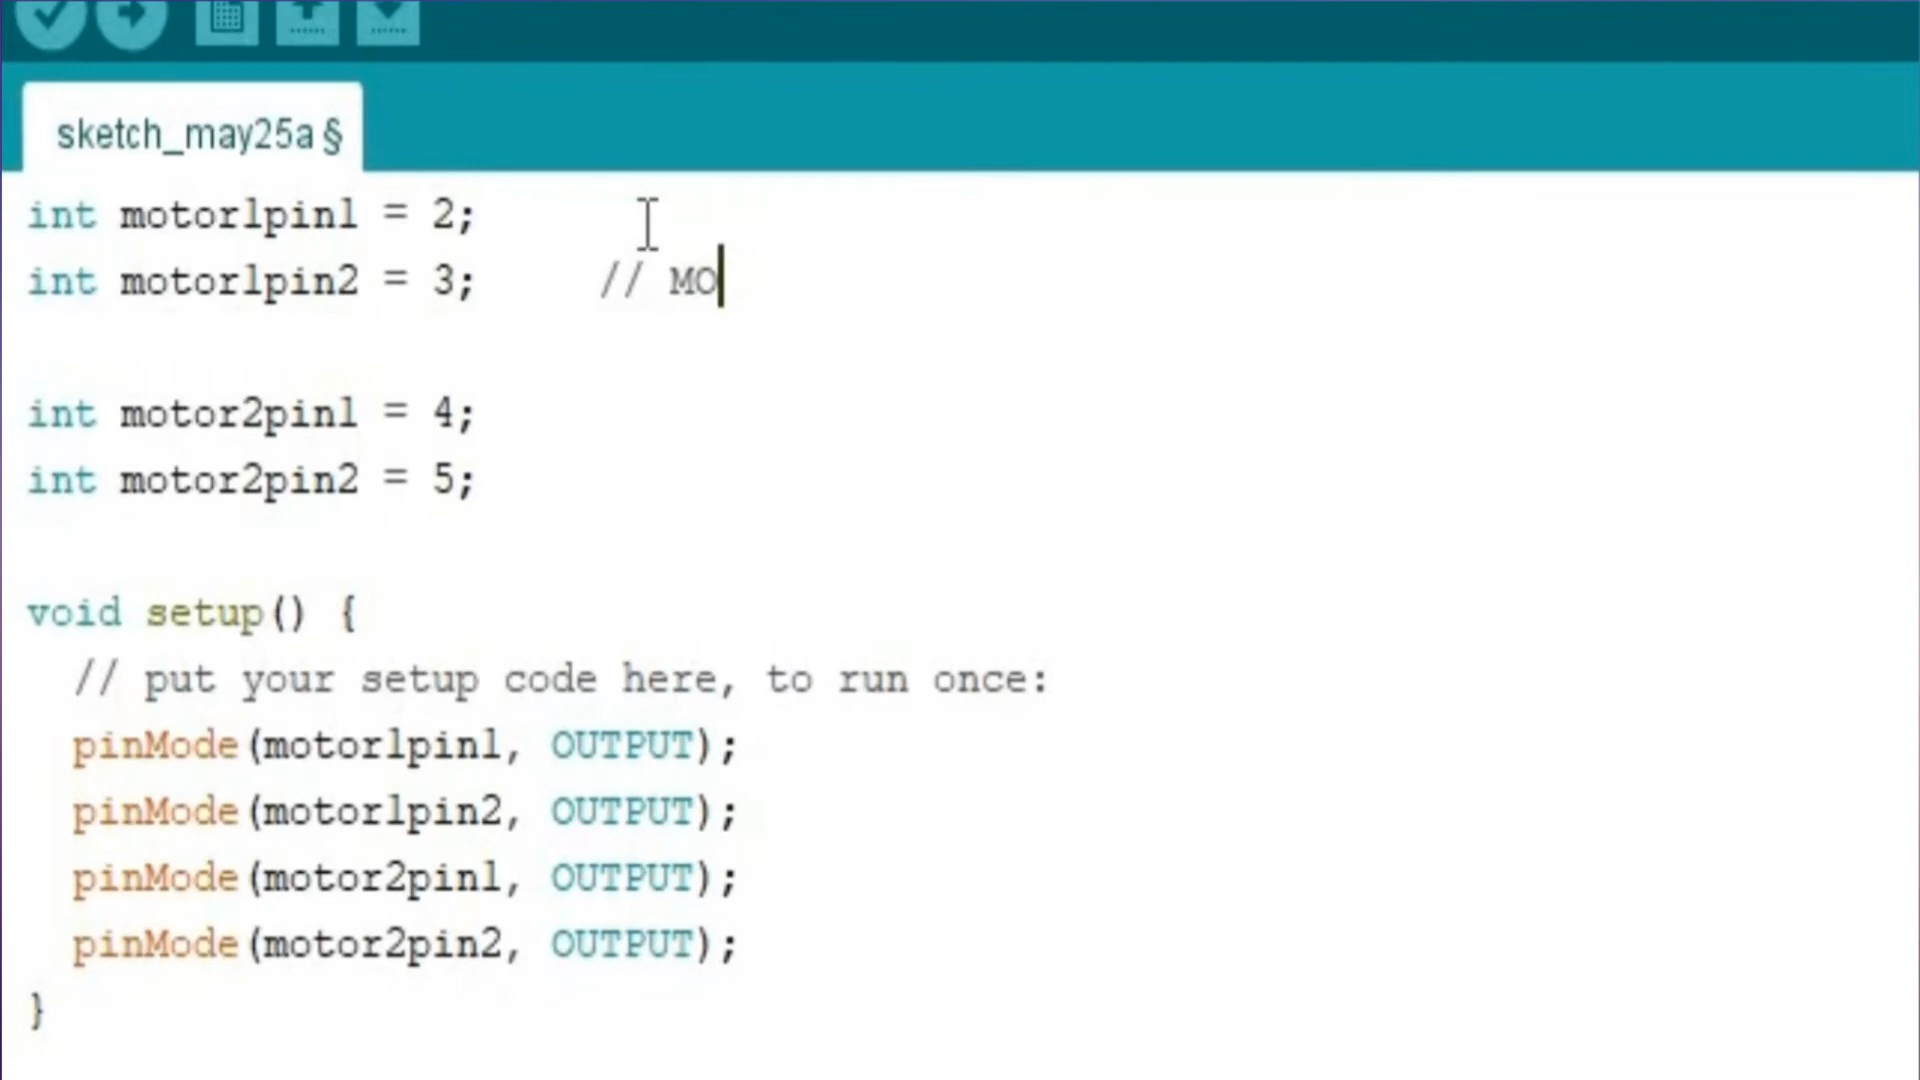 sketch_may25a §
int motor1pin1 = 2;
int motor1pin2 = 3;     // MO
int motor2pin1 = 4;
int motor2pin2 = 5;
void setup() {
  // put your setup code here, to run once:
  pinMode(motor1pin1, OUTPUT);
  pinMode(motor1pin2, OUTPUT);
  pinMode(motor2pin1, OUTPUT);
  pinMode(motor2pin2, OUTPUT);
}